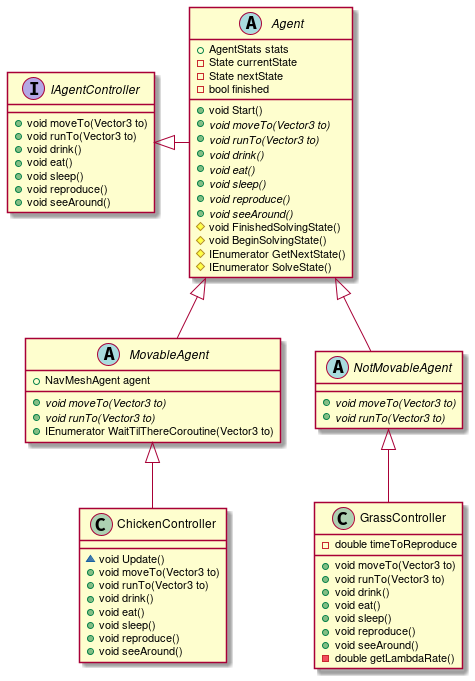 A Agent
AgentStats stats
State currentState
State nextState
bool finished
void Start()
void moveTo(Vector3 to)
void runTo(Vector3 to)
void drink()
void eat()
void sleep()
void reproduce()
void seeAround()
void FinishedSolvingState()
void BeginSolvingState()
IEnumerator GetNextState()
IEnumerator SolveState()
I IAgentController
void moveTo(Vector3 to)
void runTo(Vector3 to)
void drink()
void eat()
void sleep()
void reproduce()
void seeAround()
A MovableAgent
NavMeshAgent agent
void moveTo(Vector3 to)
void runTo(Vector3 to)
IEnumerator WaitTilThereCoroutine(Vector3 to)
A NotMovableAgent
void moveTo(Vector3 to)
void runTo(Vector3 to)
C ChickenController
void Update()
void moveTo(Vector3 to)
void runTo(Vector3 to)
void drink()
void eat()
void sleep()
void reproduce()
void seeAround()
C GrassController
double timeToReproduce
void moveTo(Vector3 to)
void runTo(Vector3 to)
void drink()
void eat()
void sleep()
void reproduce()
void seeAround()
double getLambdaRate()